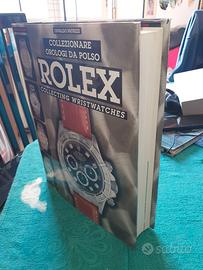 OSVALDO PATRIZZI
COLLEZIONARE
OROLOGI DA POLSO
ROLEX
COLLECTING WRISTWATCHES
subito